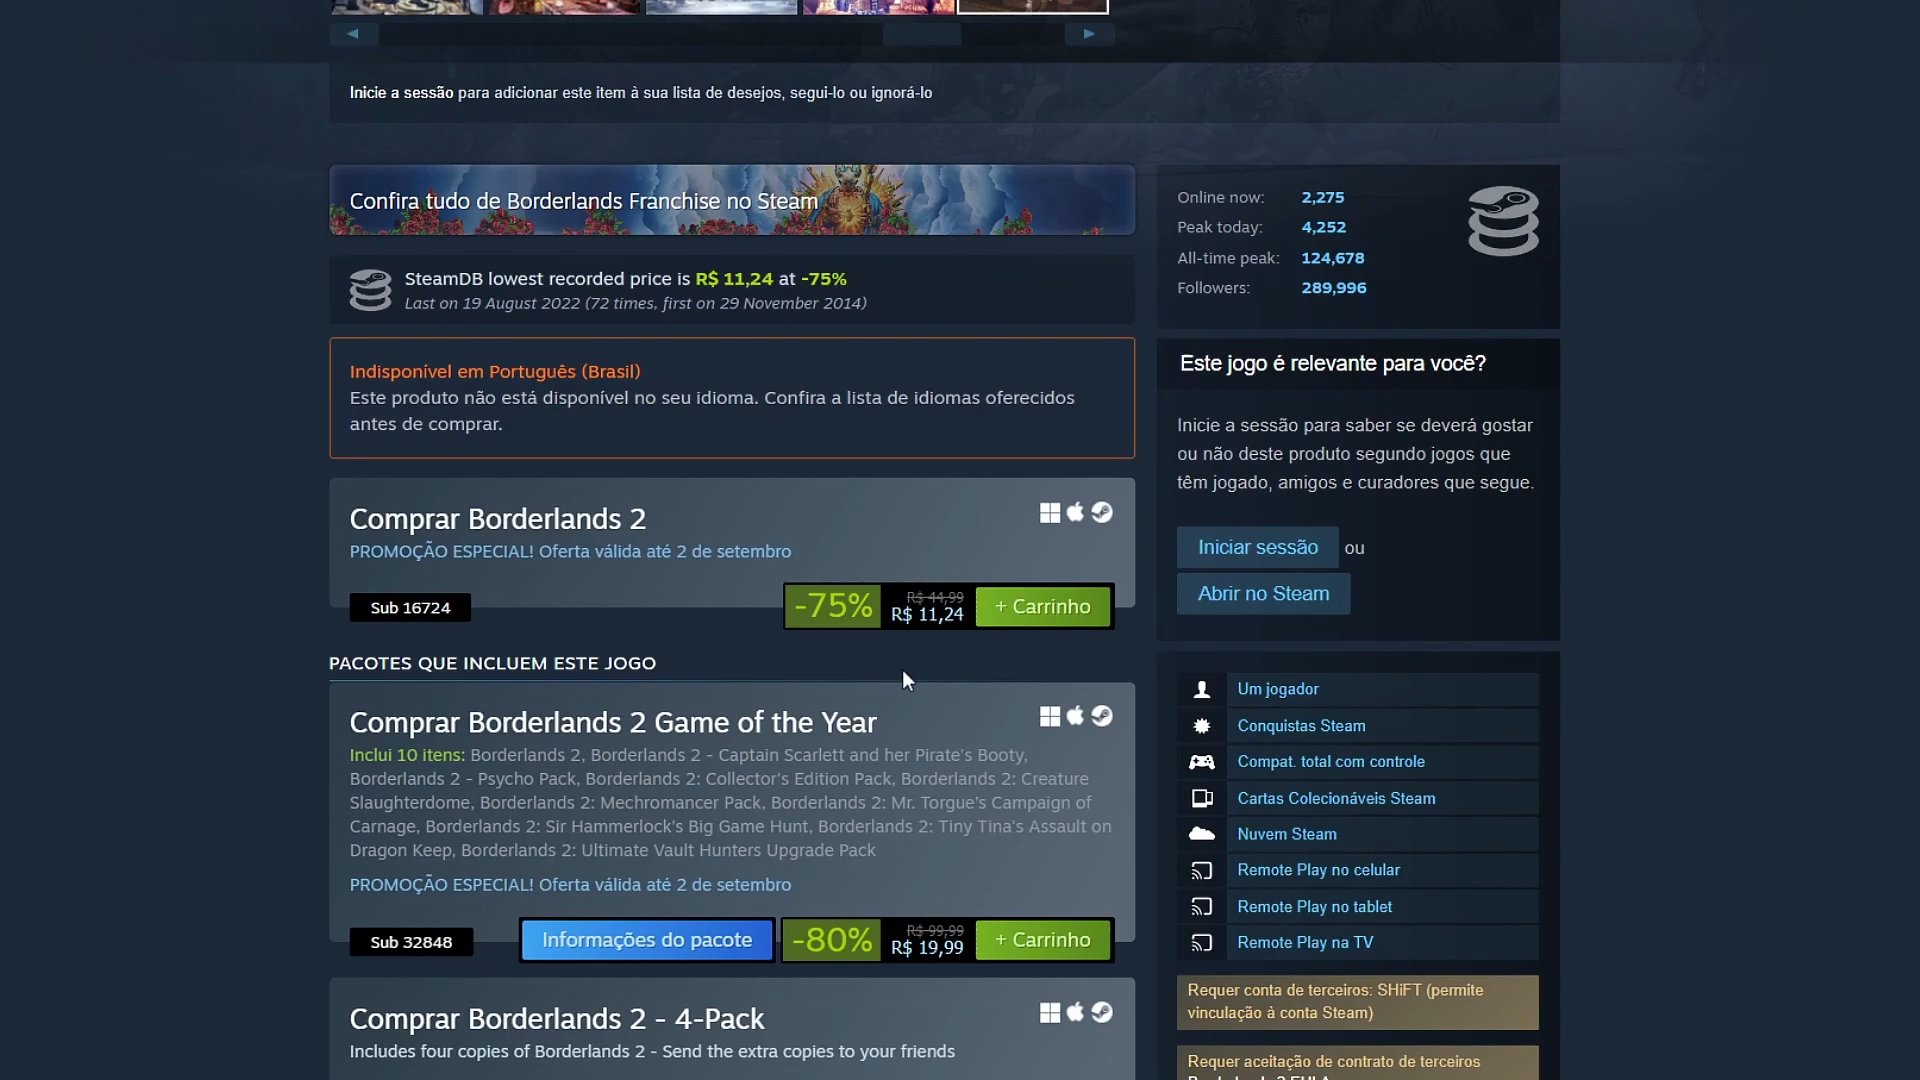 Inicie a sessão para adicionar este item à sua lista de desejos, segui-lo ou ignorá-lo
Confira tudo de Borderlands Franchise no Steam
SteamDB lowest recorded price is R$ 11,24 at -75%
Last on 19 August 2022 (72 times, first on 29 November 2014)
Indisponível em Português (Brasil)
Este produto não está disponível no seu idioma. Confira a lista de idiomas oferecidos
antes de comprar.
Comprar Borderlands 2
PROMOÇÃO ESPECIAL! Oferta válida até 2 de setembro
Sub 16724
-75%
R$ 44,99
R$ 11,24
+ Carrinho
PACOTES QUE INCLUEM ESTE JOGO
Comprar Borderlands 2 Game of the Year
Inclui 10 itens: Borderlands 2, Borderlands 2 - Captain Scarlett and her Pirate's Booty,
Borderlands 2 - Psycho Pack, Borderlands 2: Collector's Edition Pack, Borderlands 2: Creature
Slaughterdome, Borderlands 2: Mechromancer Pack, Borderlands 2: Mr. Torgue's Campaign of
Carnage, Borderlands 2: Sir Hammerlock's Big Game Hunt, Borderlands 2: Tiny Tina's Assault on
Dragon Keep, Borderlands 2: Ultimate Vault Hunters Upgrade Pack
PROMOÇÃO ESPECIAL! Oferta válida até 2 de setembro
Sub 32848
Informações do pacote
-80%
R$ 99,99
R$ 19,99
+ Carrinho
Comprar Borderlands 2 - 4-Pack
Includes four copies of Borderlands 2 - Send the extra copies to your friends
Online now: 2,275
Peak today: 4,252
All-time peak: 124,678
Followers: 289,996
Este jogo é relevante para você?
Inicie a sessão para saber se deverá gostar
ou não deste produto segundo jogos que
têm jogado, amigos e curadores que segue.
Iniciar sessão ou
Abrir no Steam
Um jogador
Conquistas Steam
Compat. total com controle
Cartas Colecionáveis Steam
Nuvem Steam
Remote Play no celular
Remote Play no tablet
Remote Play na TV
Requer conta de terceiros: SHiFT (permite
vinculação à conta Steam)
Requer aceitação de contrato de terceiros
Borderlands 2 EULA